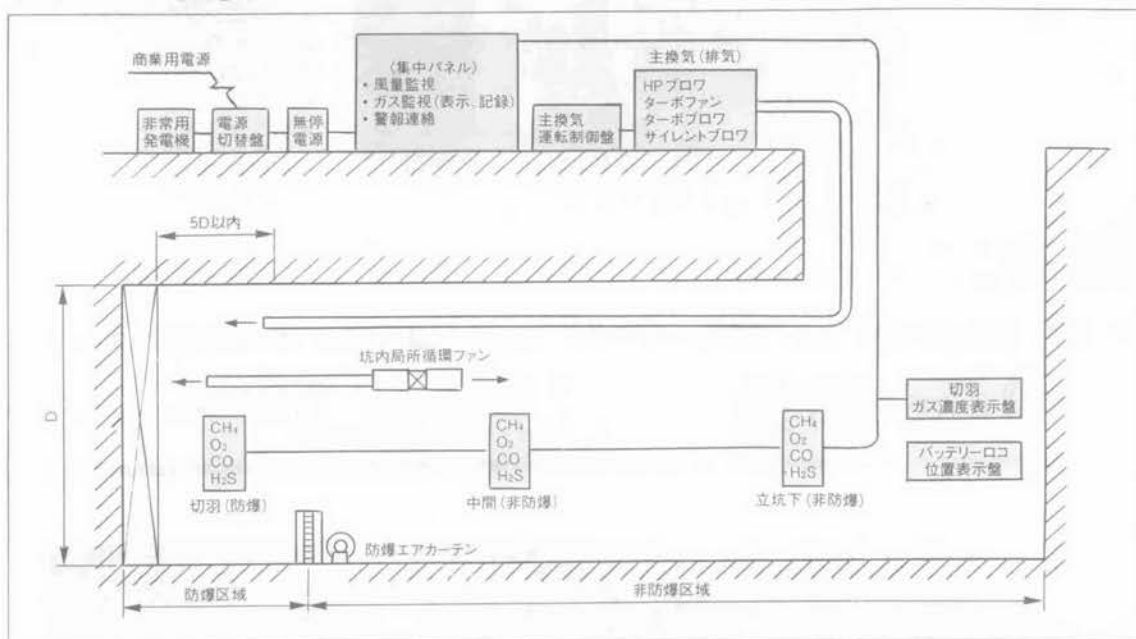 商業用電源
非常用
発電機
電源
切替盤
無停
電源
〈集中パネル〉
・風量監視
・ガス監視(表示、記録)
・警報連絡
主換気
運転制御盤
主換気(排気)
HPブロワ
ターボファン
ターボブロワ
サイレントブロワ
5D以内
D
坑内局所循環ファン
CH₄
O₂
CO
H₂S
切羽(防爆)
CH₄
O₂
CO
H₂S
中間(非防爆)
CH₄
O₂
CO
H₂S
立坑下(非防爆)
切羽
ガス濃度表示盤
バッテリーロコ
位置表示盤
防爆エアカーテン
防爆区域
非防爆区域